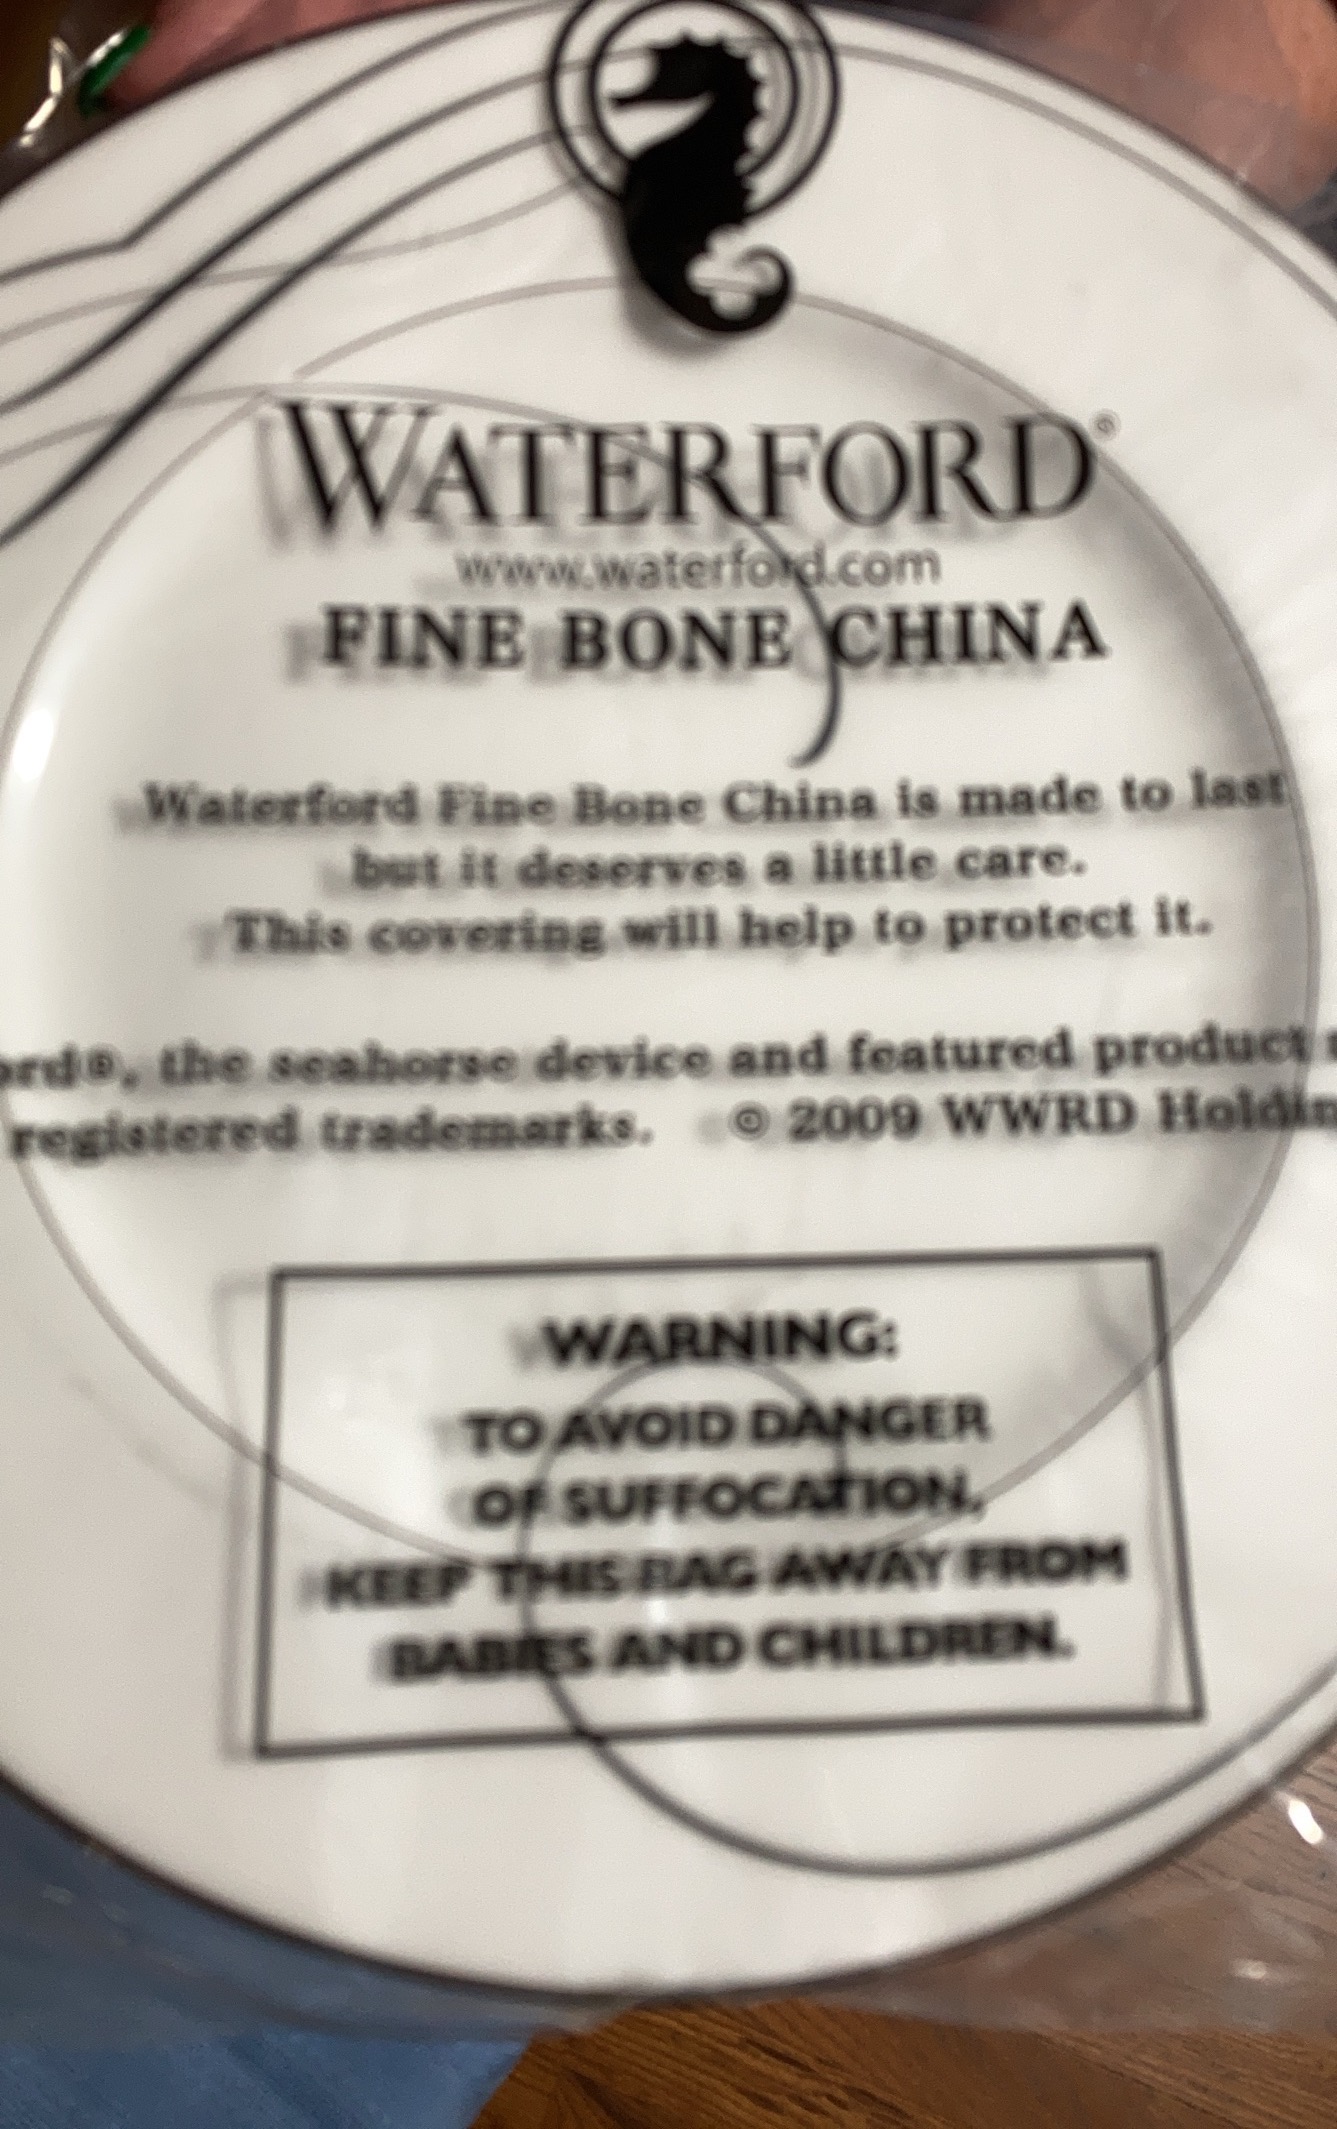 WATERFORD®
www.waterford.com
FINE BONE CHINA
Waterford Fine Bone China is made to last
but it deserves a little care.
This covering will help to protect it.
ord®, the seahorse device and featured product
registered trademarks. © 2009 WWRD Holdin
WARNING:
TO AVOID DANGER
OF SUFFOCATION,
KEEP THIS BAG AWAY FROM
BABIES AND CHILDREN.